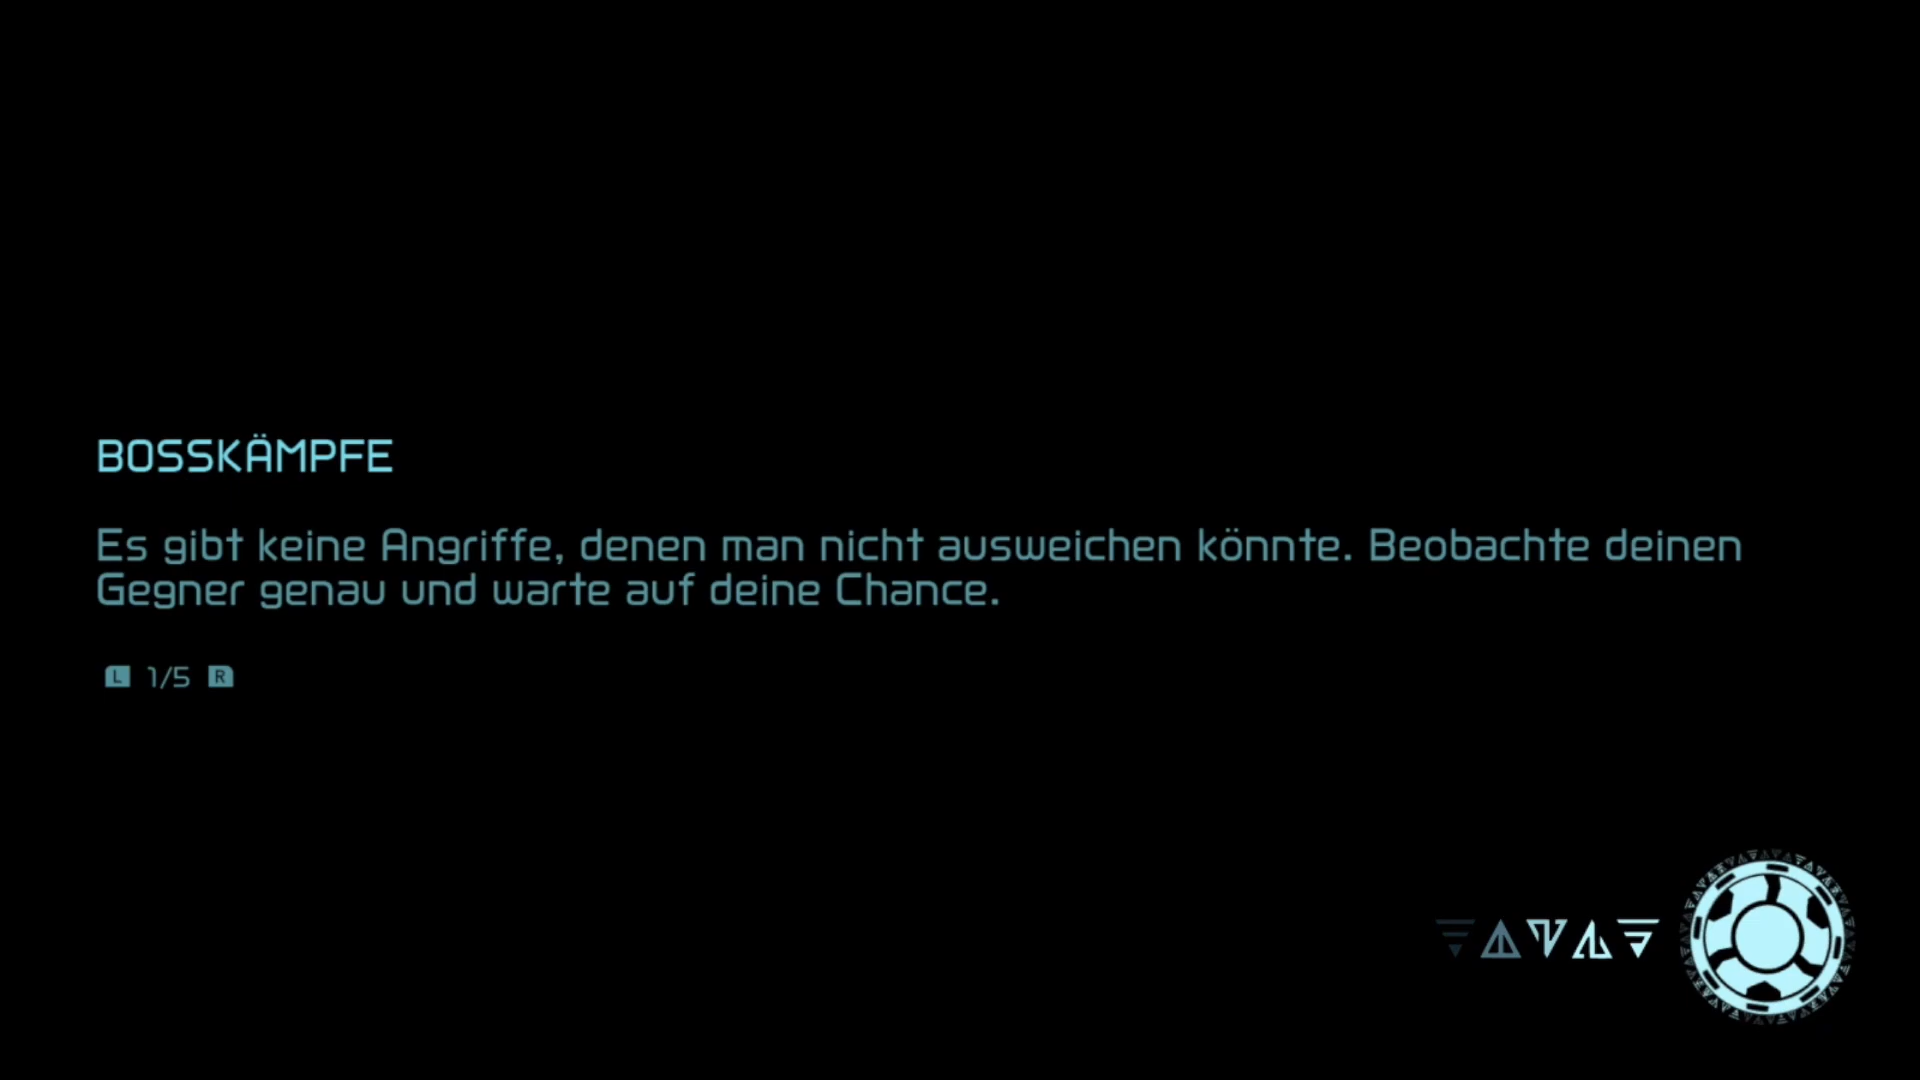 BOSSKÄMPFE
Es gibt keine Angriffe, denen man nicht ausweichen könnte. Beobachte deinen
Gegner genau und warte auf deine Chance.
L 1/5 R